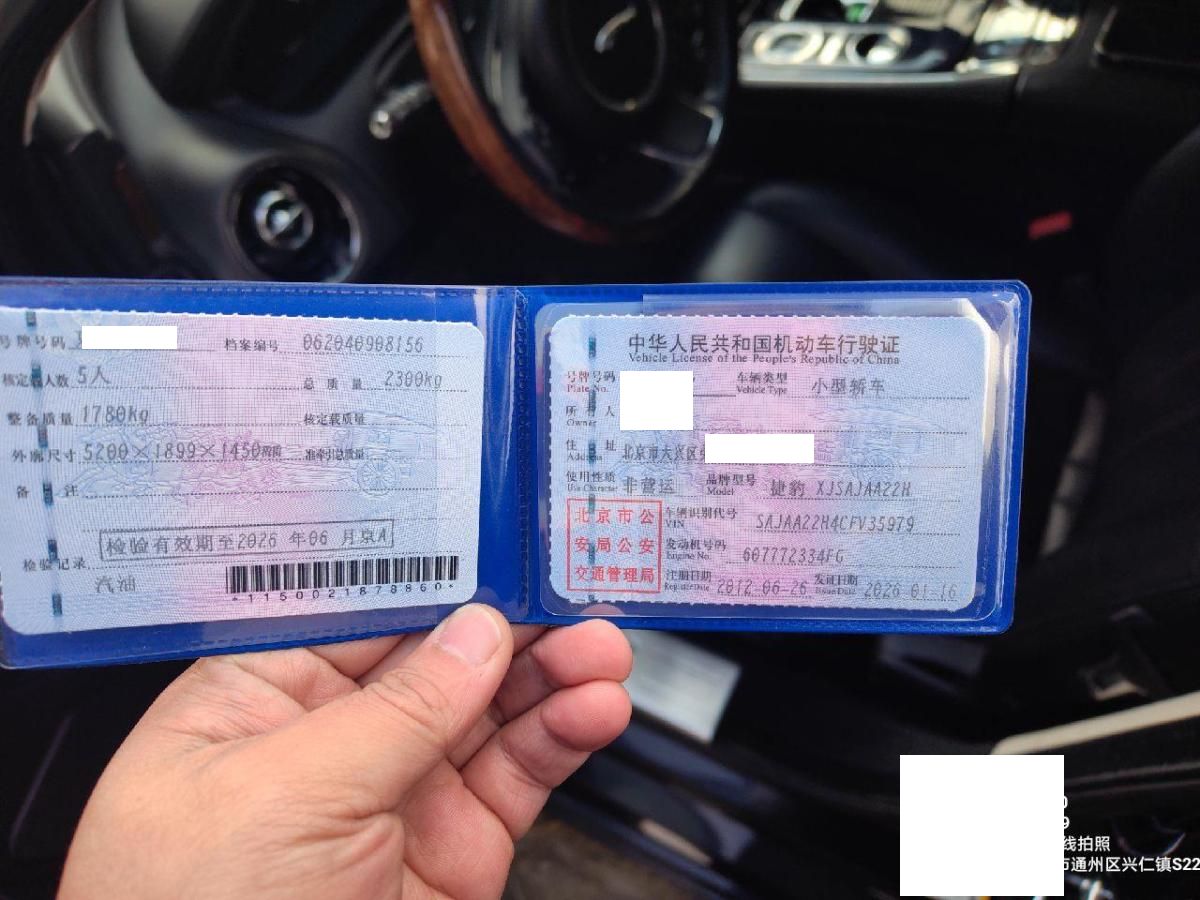 号牌号码
档案编号 062040908156
核定载人数 5人
总质量 2300kg
整备质量 1780kg
核定载质量
外廓尺寸 5200×1899×1450mm
准牵引总质量
备注
检验有效期至2026 年06 月京A
检验记录
汽油
*1150021878860*
中华人民共和国机动车行驶证
Vehicle License of the People's Republic of China
号牌号码
Plate No.
车辆类型 小型轿车
Vehicle Type
所有人
Owner
住址 北京市大兴区
Address
使用性质 非营运
Use Character
品牌型号 捷豹 XJSAJAA22H
Model
北京市公
安局公安
交通管理局
车辆识别代号 SAJAA22H4CFV35979
VIN
发动机号码 607772334FG
Engine No.
注册日期 2012-06-26
Register Date
发证日期 2026 01 16
Issue Date
0
9
线拍照
市通州区兴仁镇S22